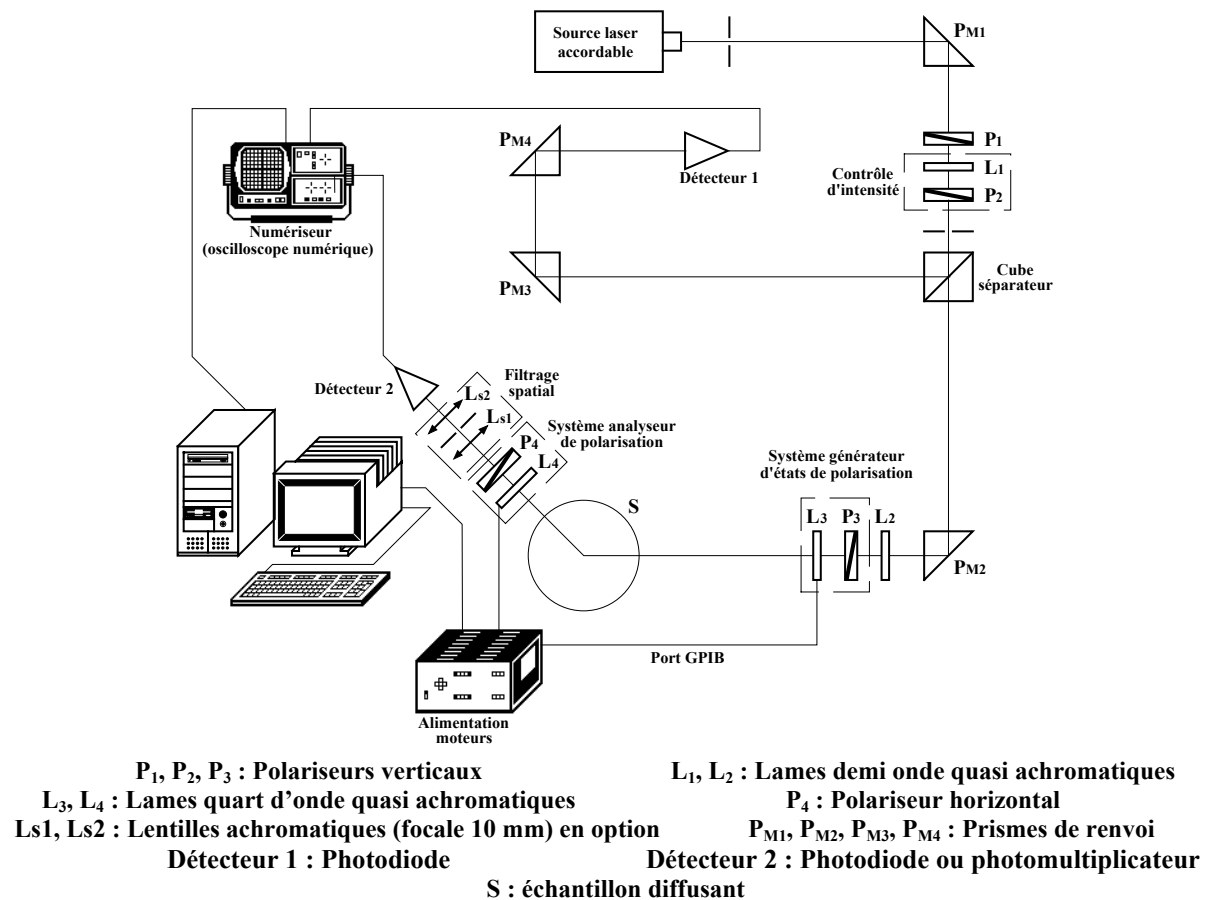 Source laser
accordable
PM1
P1
L1
P2
Contrôle
d'intensité
PM4
Détecteur 1
Numériseur
(oscilloscope numérique)
PM3
Cube
séparateur
Détecteur 2
Filtrage
spatial
Ls2
Ls1
Système analyseur
de polarisation
P4
L4
S
Système générateur
d'états de polarisation
L3 P3 L2
PM2
Port GPIB
Alimentation
moteurs
P1, P2, P3 : Polariseurs verticaux
L1, L2 : Lames demi onde quasi achromatiques
L3, L4 : Lames quart d’onde quasi achromatiques
P4 : Polariseur horizontal
Ls1, Ls2 : Lentilles achromatiques (focale 10 mm) en option
PM1, PM2, PM3, PM4 : Prismes de renvoi
Détecteur 1 : Photodiode
Détecteur 2 : Photodiode ou photomultiplicateur
S : échantillon diffusant